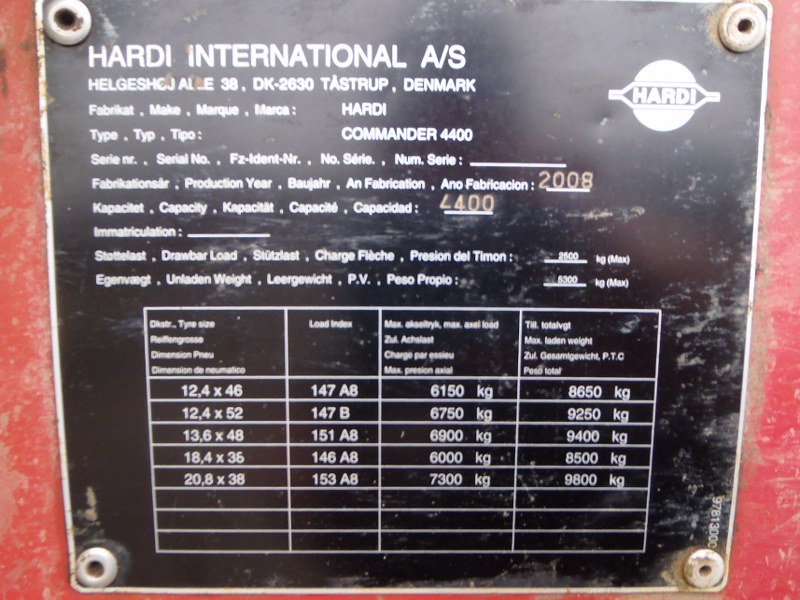 HARDI INTERNATIONAL A/S
HELGESHØJ ALLE 38, DK-2630 TÅSTRUP, DENMARK
HARDI
Fabrikat , Make , Marque , Marca : HARDI
Type , Typ , Tipo : COMMANDER 4400
Serie nr. , Serial No. , Fz-Ident-Nr. , No. Série. , Num. Serie :
Fabrikationsår , Production Year , Baujahr , An Fabrication , Ano Fabricacion : 2008
Kapacitet , Capacity , Kapacität , Capacité , Capacidad : 4400
Immatriculation :
Støttelast , Drawbar Load , Stützlast , Charge Flèche , Presion del Timon : 2500 kg (Max)
Egenvægt , Unladen Weight , Leergewicht , P.V. , Peso Propio : 5300 kg (Max)
Dkstr., Tyre size Load Index Max. akseltryk, max. axel load Till. totalvgt
Reiffengrosse Zul. Achslast Max. laden weight
Dimension Pneu Charge par essieu Zul. Gesamtgewicht, P.T.C
Dimension de neumatico Max. presion axial Peso total
12,4 x 46 147 A8 6150 kg 8650 kg
12,4 x 52 147 B 6750 kg 9250 kg
13,6 x 48 151 A8 6900 kg 9400 kg
18,4 x 38 146 A8 6000 kg 8500 kg
20,8 x 38 153 A8 7300 kg 9800 kg